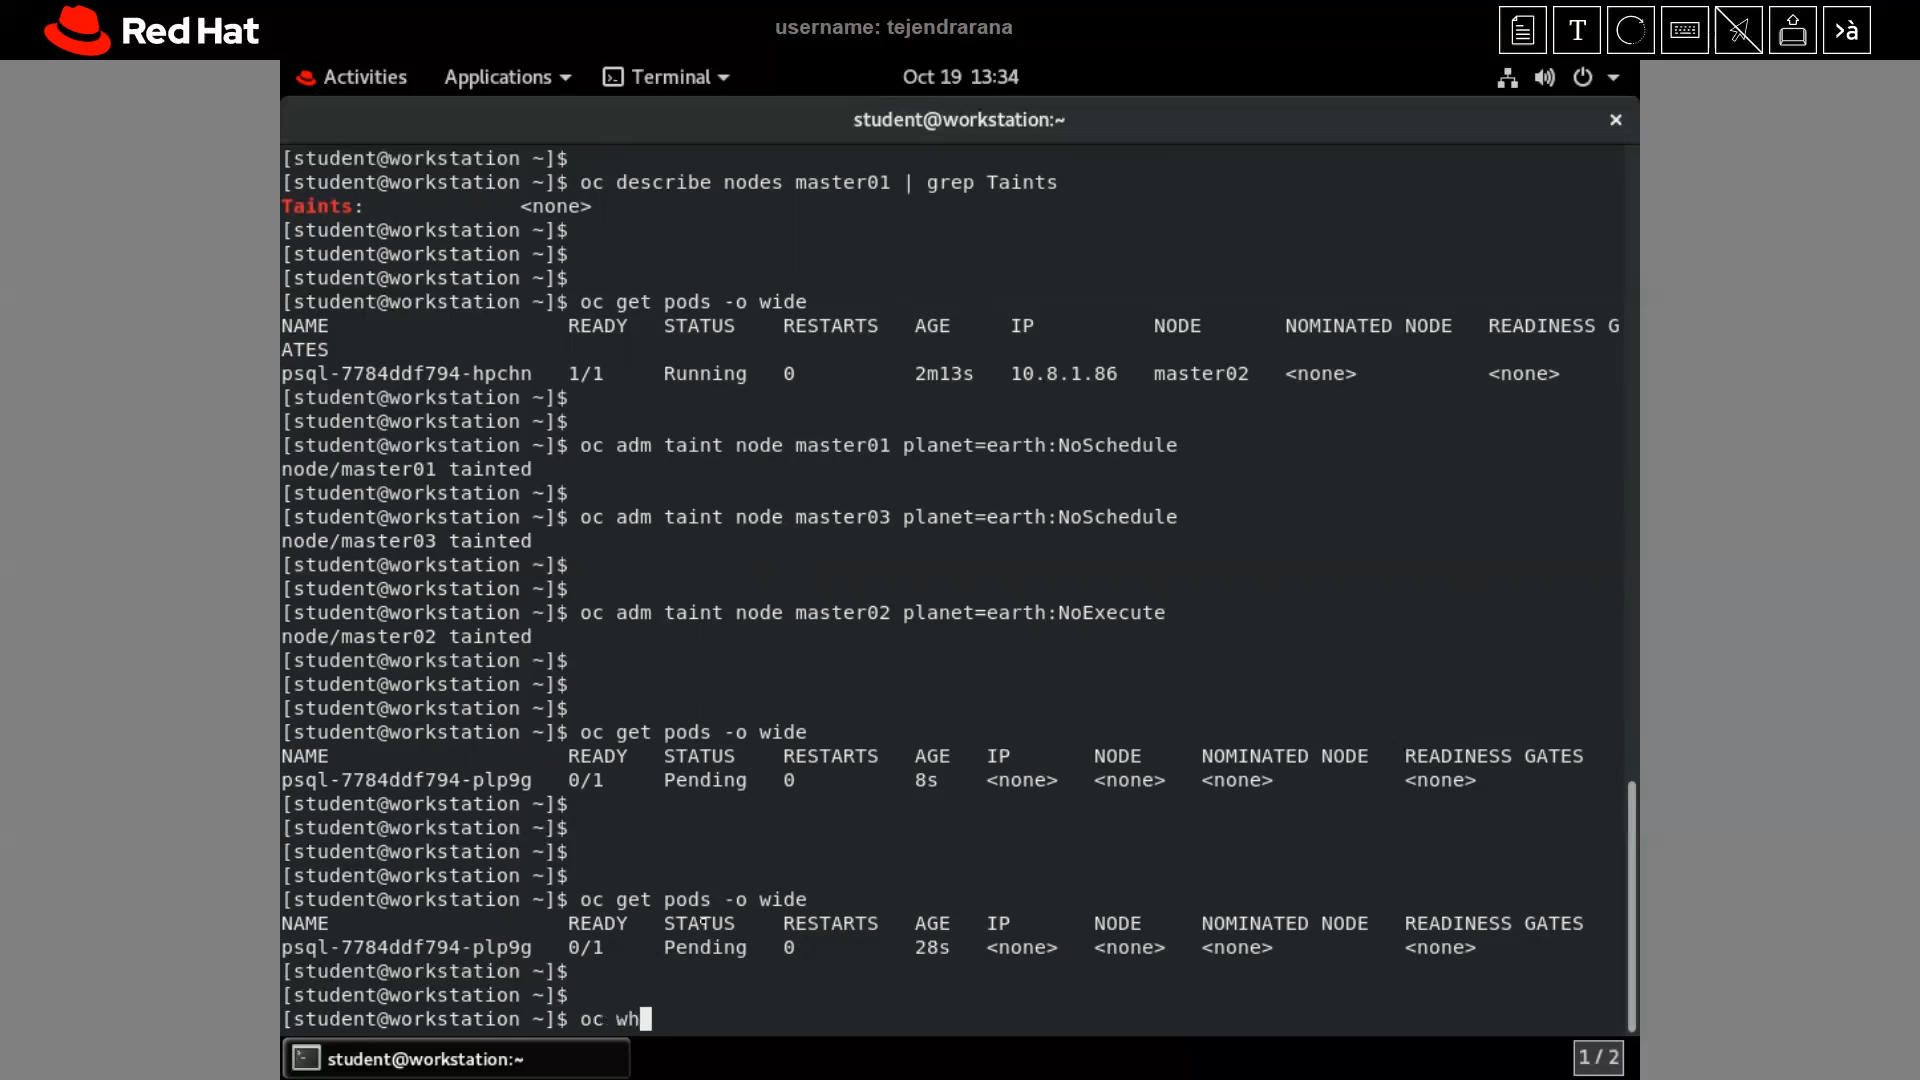 Red Hat
username: tejendrarana
T
>à
Activities Applications Terminal Oct 19 13:34
student@workstation:~ ×
[student@workstation ~]$
[student@workstation ~]$ oc describe nodes master01 | grep Taints
Taints: <none>
[student@workstation ~]$
[student@workstation ~]$
[student@workstation ~]$
[student@workstation ~]$ oc get pods -o wide
NAME READY STATUS RESTARTS AGE IP NODE NOMINATED NODE READINESS G
ATES
psql-7784ddf794-hpchn 1/1 Running 0 2m13s 10.8.1.86 master02 <none> <none>
[student@workstation ~]$
[student@workstation ~]$
[student@workstation ~]$ oc adm taint node master01 planet=earth:NoSchedule
node/master01 tainted
[student@workstation ~]$
[student@workstation ~]$ oc adm taint node master03 planet=earth:NoSchedule
node/master03 tainted
[student@workstation ~]$
[student@workstation ~]$
[student@workstation ~]$ oc adm taint node master02 planet=earth:NoExecute
node/master02 tainted
[student@workstation ~]$
[student@workstation ~]$
[student@workstation ~]$
[student@workstation ~]$ oc get pods -o wide
NAME READY STATUS RESTARTS AGE IP NODE NOMINATED NODE READINESS GATES
psql-7784ddf794-plp9g 0/1 Pending 0 8s <none> <none> <none> <none>
[student@workstation ~]$
[student@workstation ~]$
[student@workstation ~]$
[student@workstation ~]$
[student@workstation ~]$ oc get pods -o wide
NAME READY STATUS RESTARTS AGE IP NODE NOMINATED NODE READINESS GATES
psql-7784ddf794-plp9g 0/1 Pending 0 28s <none> <none> <none> <none>
[student@workstation ~]$
[student@workstation ~]$
[student@workstation ~]$ oc wh
student@workstation:~ 1 / 2